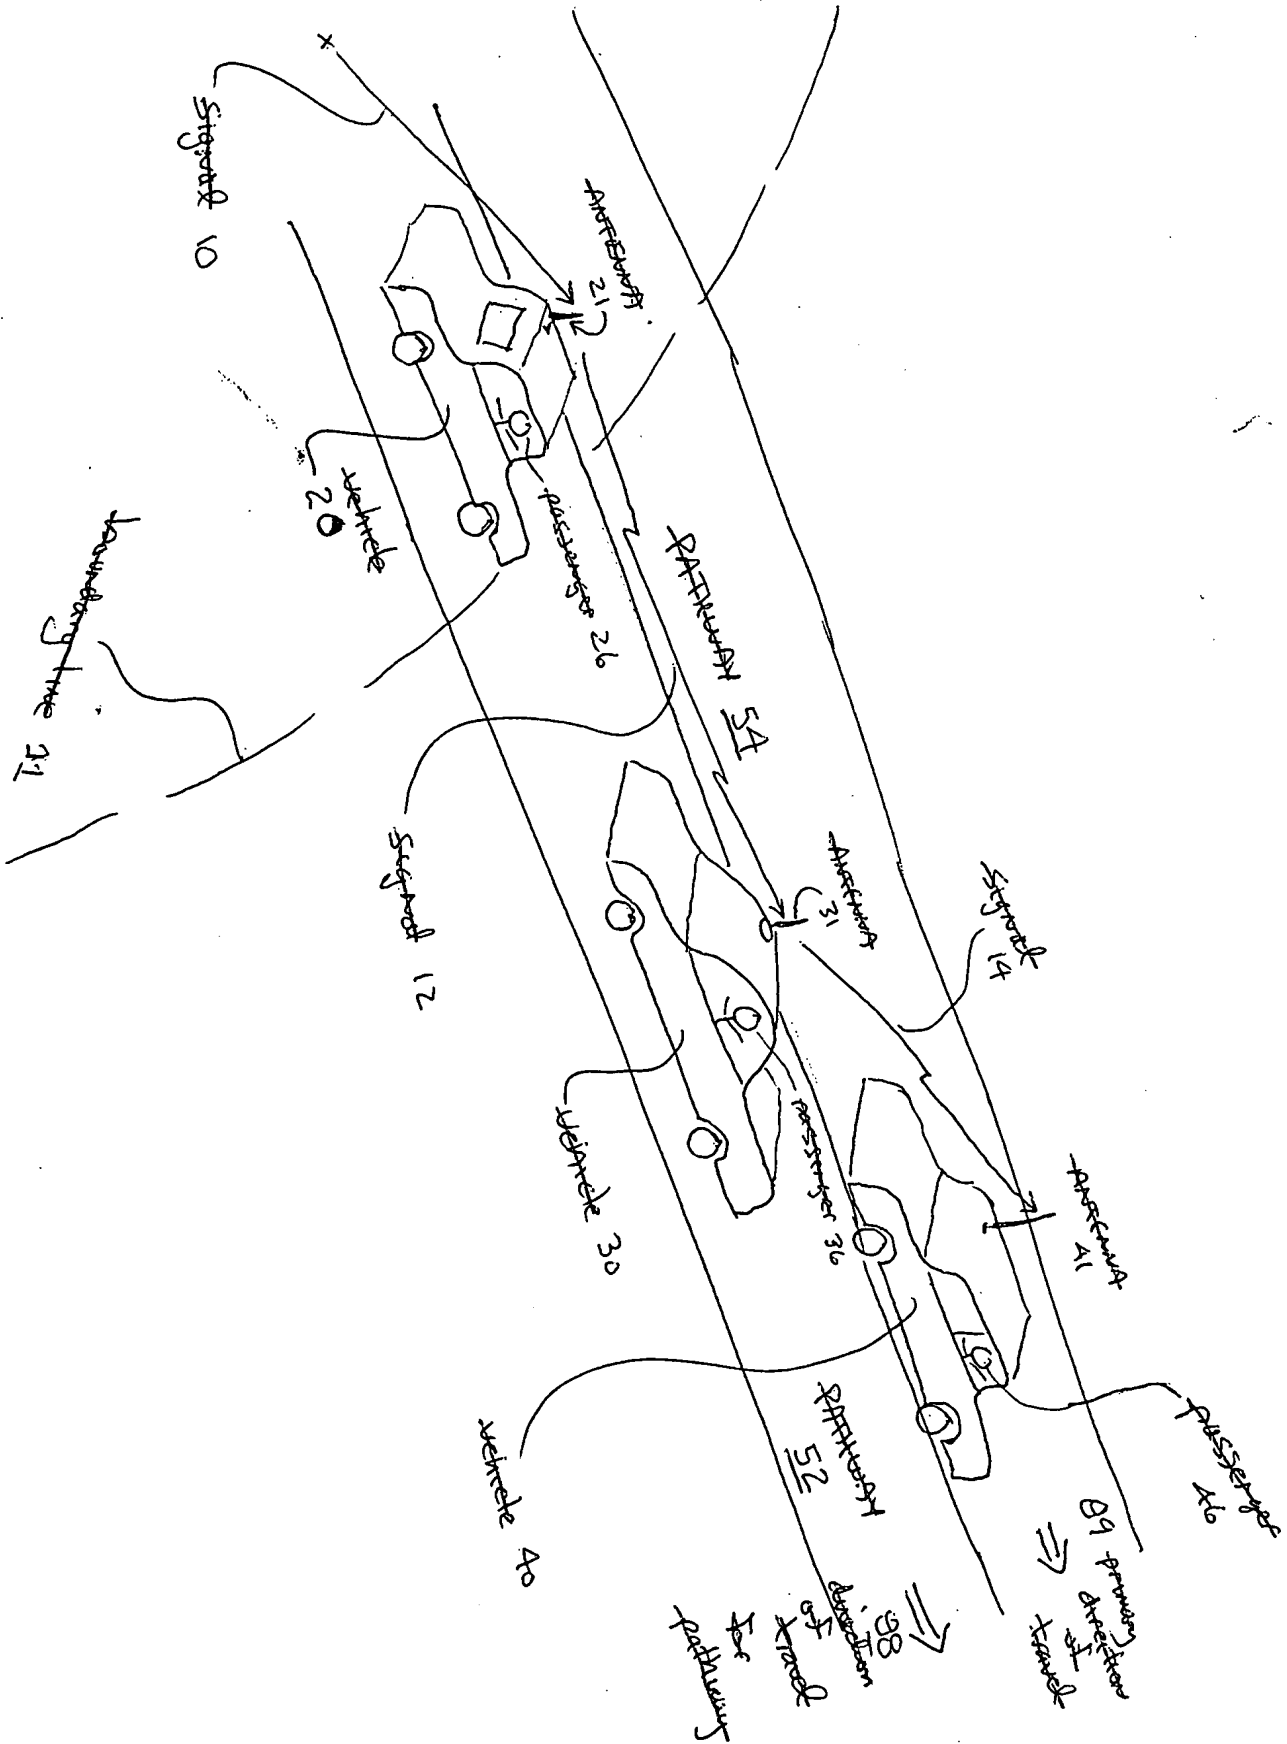 Signal 10
ANTENNA
21
vehicle
20
passenger 26
boundary line II
PATHWAY 54
Signal 12
ANTENNA
31
Signal
14
vehicle 30
passenger 36
ANTENNA
41
vehicle 40
PATHWAY
52
passenger
46
89 primary
direction
of
travel
98
direction
of
travel
for
pathway